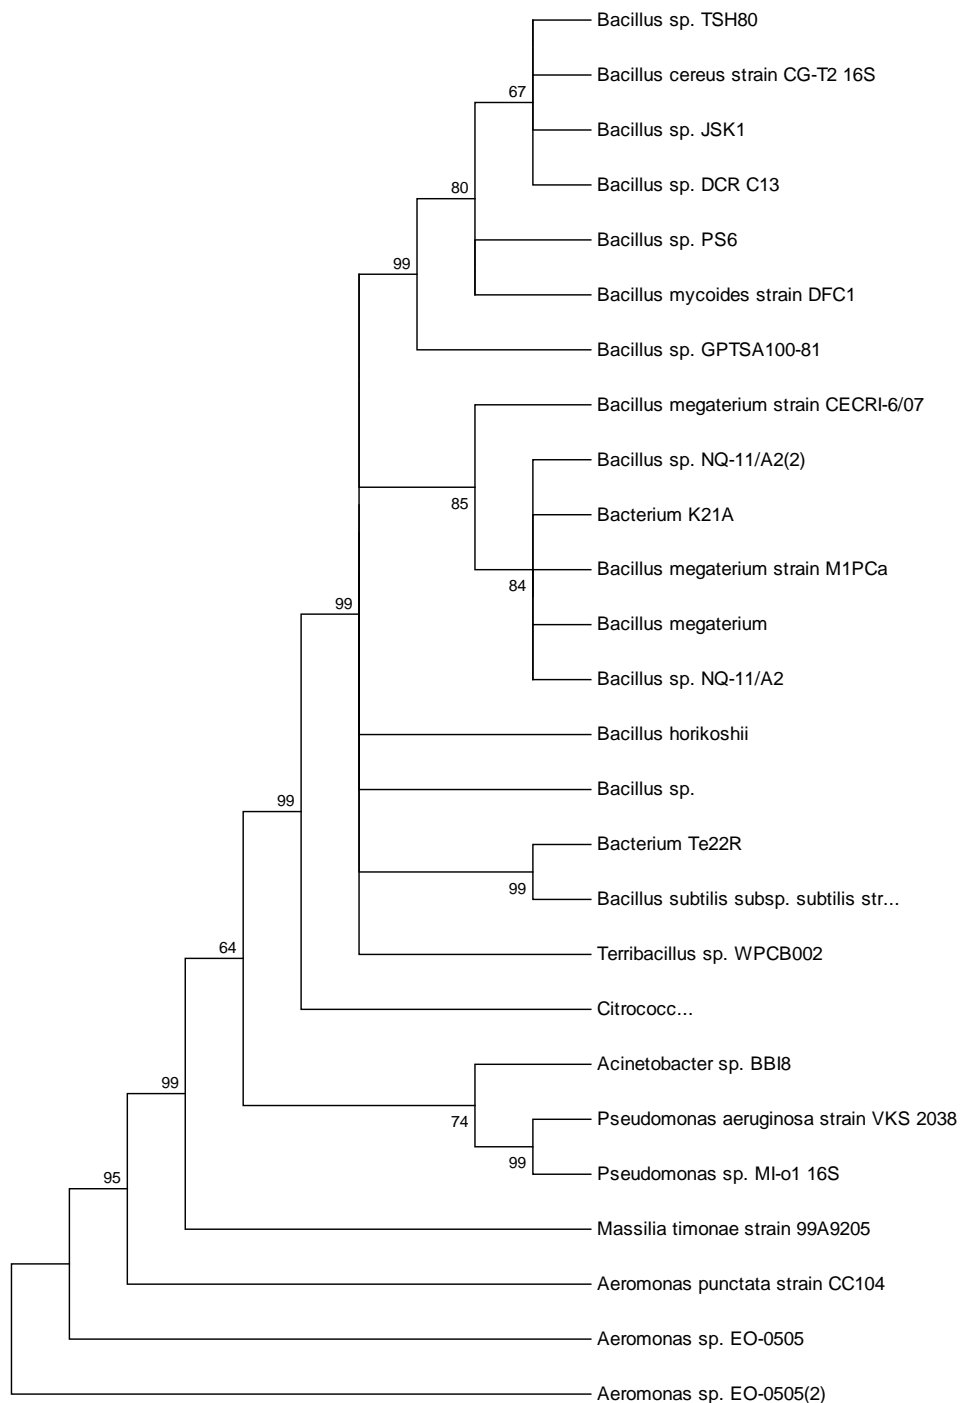 Bacillus sp. TSH80
Bacillus cereus strain CG-T2 16S
67
Bacillus sp. JSK1
Bacillus sp. DCR C13
80
Bacillus sp. PS6
99
Bacillus mycoides strain DFC1
Bacillus sp. GPTSA100-81
Bacillus megaterium strain CECRI-6/07
Bacillus sp. NQ-11/A2(2)
85
Bacterium K21A
Bacillus megaterium strain M1PCa
84
99
Bacillus megaterium
Bacillus sp. NQ-11/A2
Bacillus horikoshii
Bacillus sp.
99
Bacterium Te22R
99
Bacillus subtilis subsp. subtilis str...
64
Terribacillus sp. WPCB002
Citrococc...
Acinetobacter sp. BBI8
99
Pseudomonas aeruginosa strain VKS 2038
74
99
Pseudomonas sp. MI-o1 16S
95
Massilia timonae strain 99A9205
Aeromonas punctata strain CC104
Aeromonas sp. EO-0505
Aeromonas sp. EO-0505(2)